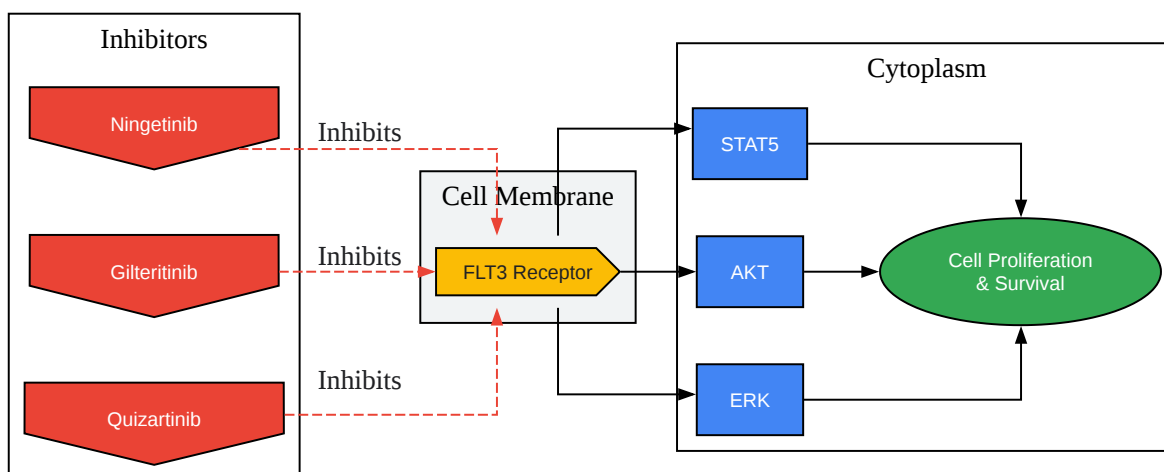 Inhibitors
Ningetinib
Gilteritinib
Quizartinib
Inhibits
Inhibits
Inhibits
Cell Membrane
FLT3 Receptor
Cytoplasm
STAT5
AKT
ERK
Cell Proliferation
& Survival